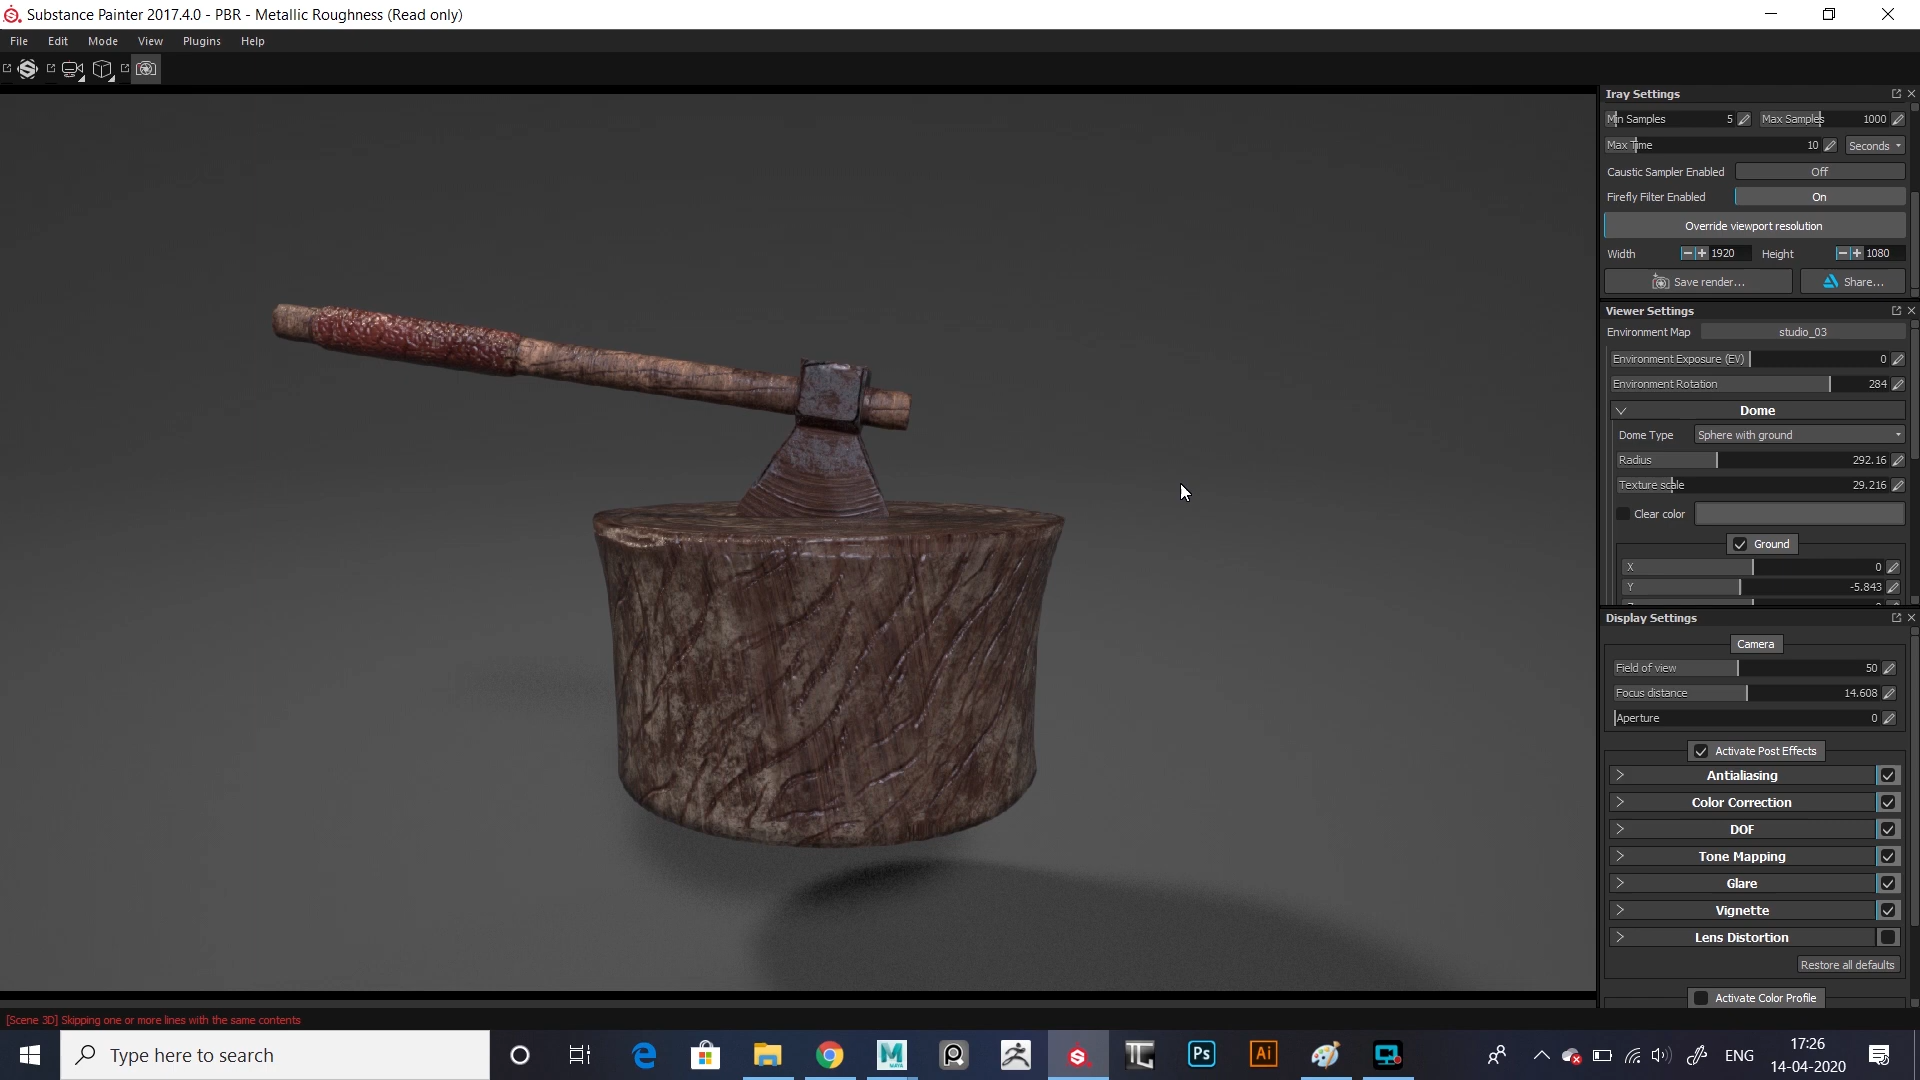 Substance Painter 2017.4.0 - PBR - Metallic Roughness (Read only)
File Edit Mode View Plugins Help
Iray Settings
Min Samples 5 Max Samples 1000
Max Time 10 Seconds
Caustic Sampler Enabled Off
Firefly Filter Enabled On
Override viewport resolution
Width 1920 Height 1080
Save render... Share...
Viewer Settings
Environment Map studio_03
Environment Exposure (EV) 0
Environment Rotation 284
Dome
Dome Type Sphere with ground
Radius 292.16
Texture scale 29.216
Clear color
Ground
X 0
Y -5.843
Display Settings
Camera
Field of view 50
Focus distance 14.608
Aperture 0
Activate Post Effects
Antialiasing
Color Correction
DOF
Tone Mapping
Glare
Vignette
Lens Distortion
Restore all defaults
Activate Color Profile
[Scene 3D] Skipping one or more lines with the same contents
Type here to search
Ps
Ai
ENG
17:26
14-04-2020